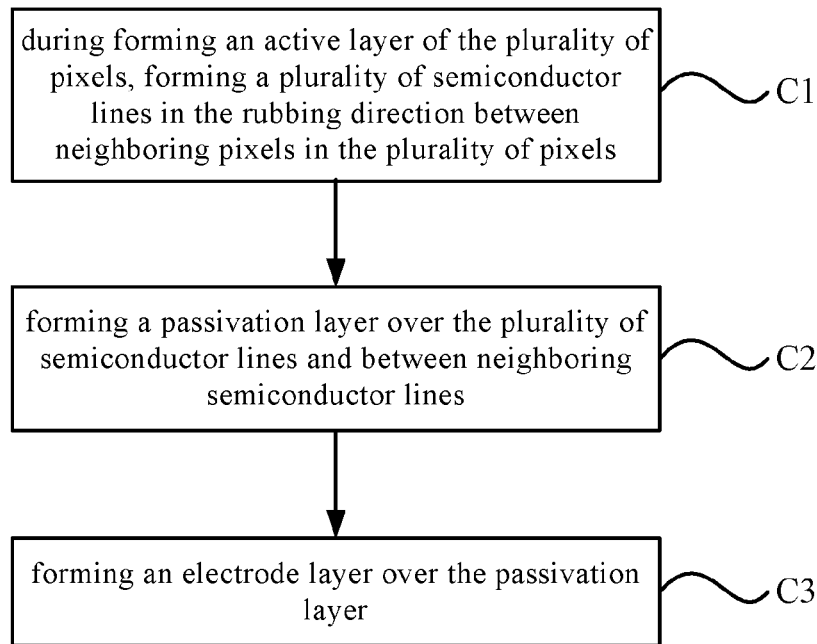 during forming an active layer of the plurality of
pixels, forming a plurality of semiconductor
lines in the rubbing direction between
neighboring pixels in the plurality of pixels
C1
forming a passivation layer over the plurality of
semiconductor lines and between neighboring
semiconductor lines
C2
forming an electrode layer over the passivation
layer
C3